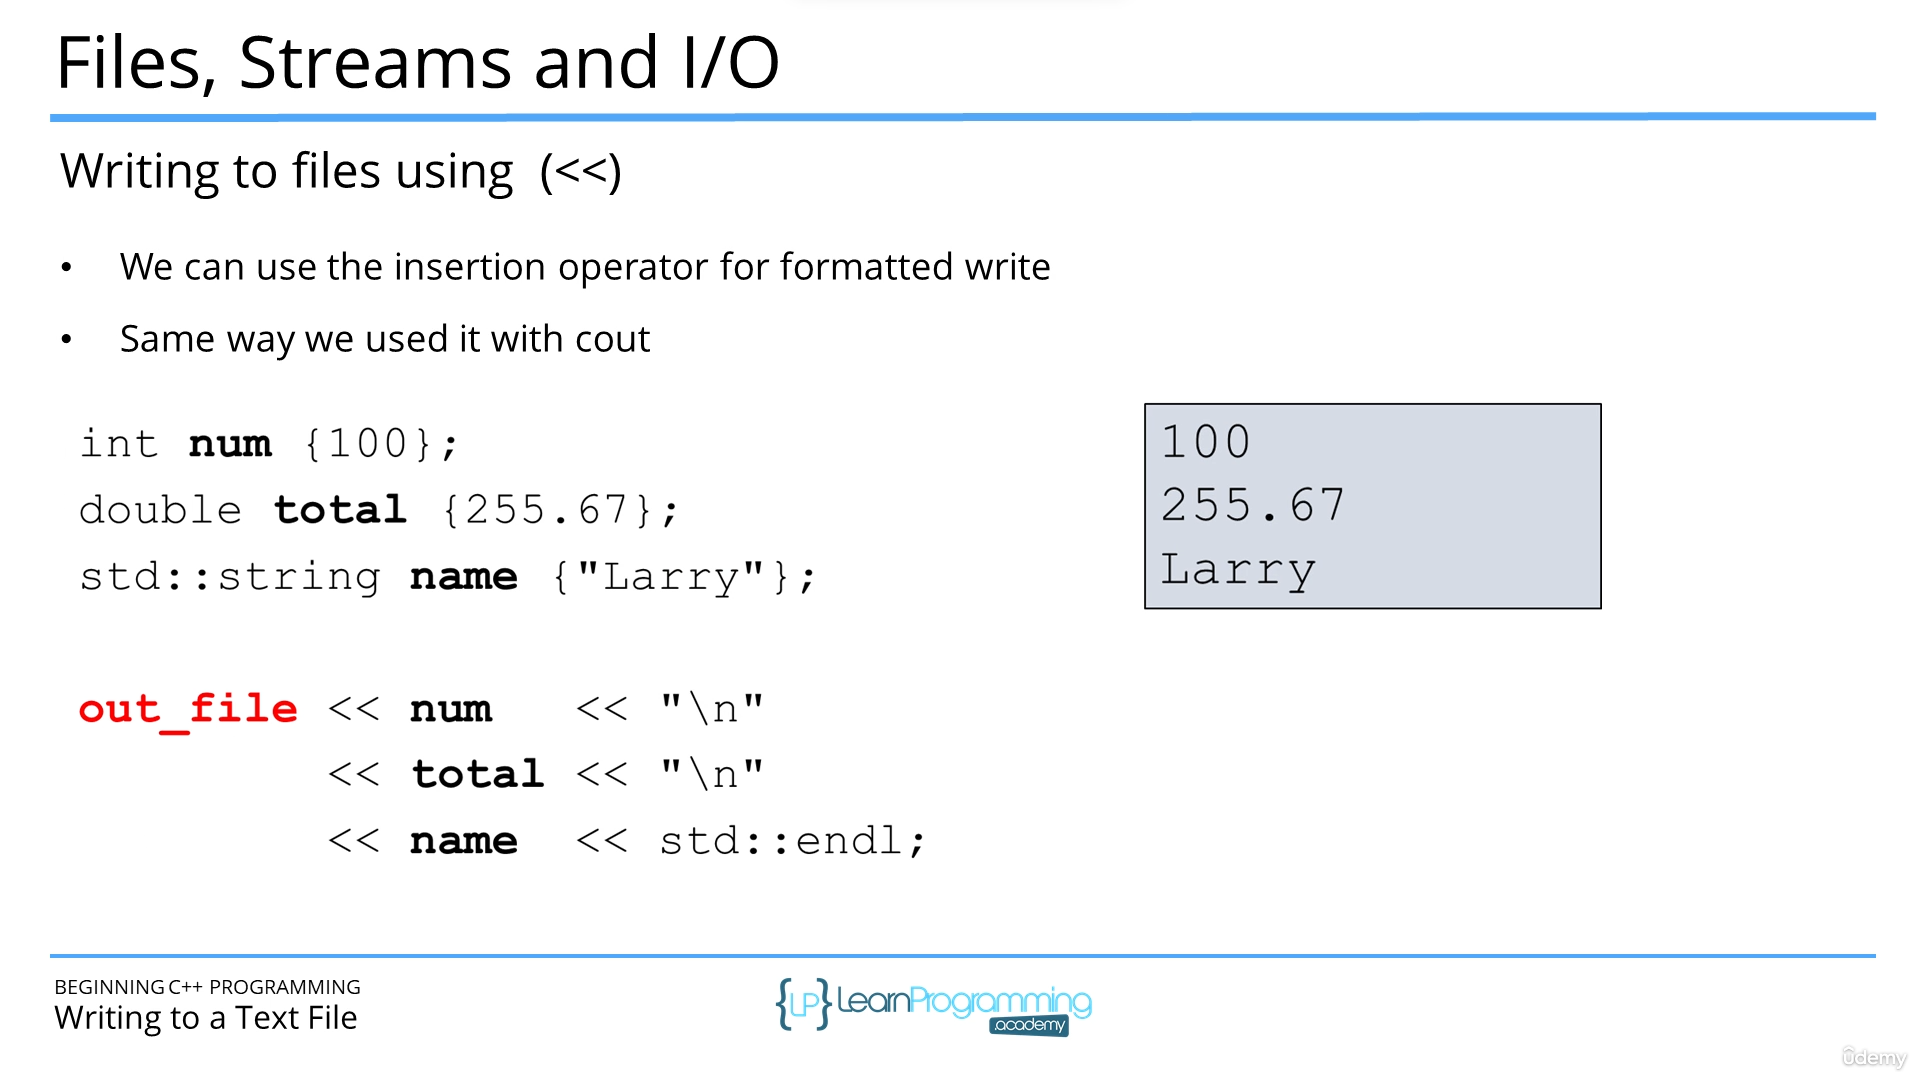 Files, Streams and I/O
Writing to files using (<<)
• We can use the insertion operator for formatted write
• Same way we used it with cout
int num {100};
double total {255.67};
std::string name {"Larry"};
out_file << num << "\n"
<< total << "\n"
<< name << std::endl;
100
255.67
Larry
BEGINNING C++ PROGRAMMING
Writing to a Text File
{LP} LearnProgramming
.academy
ûdemy